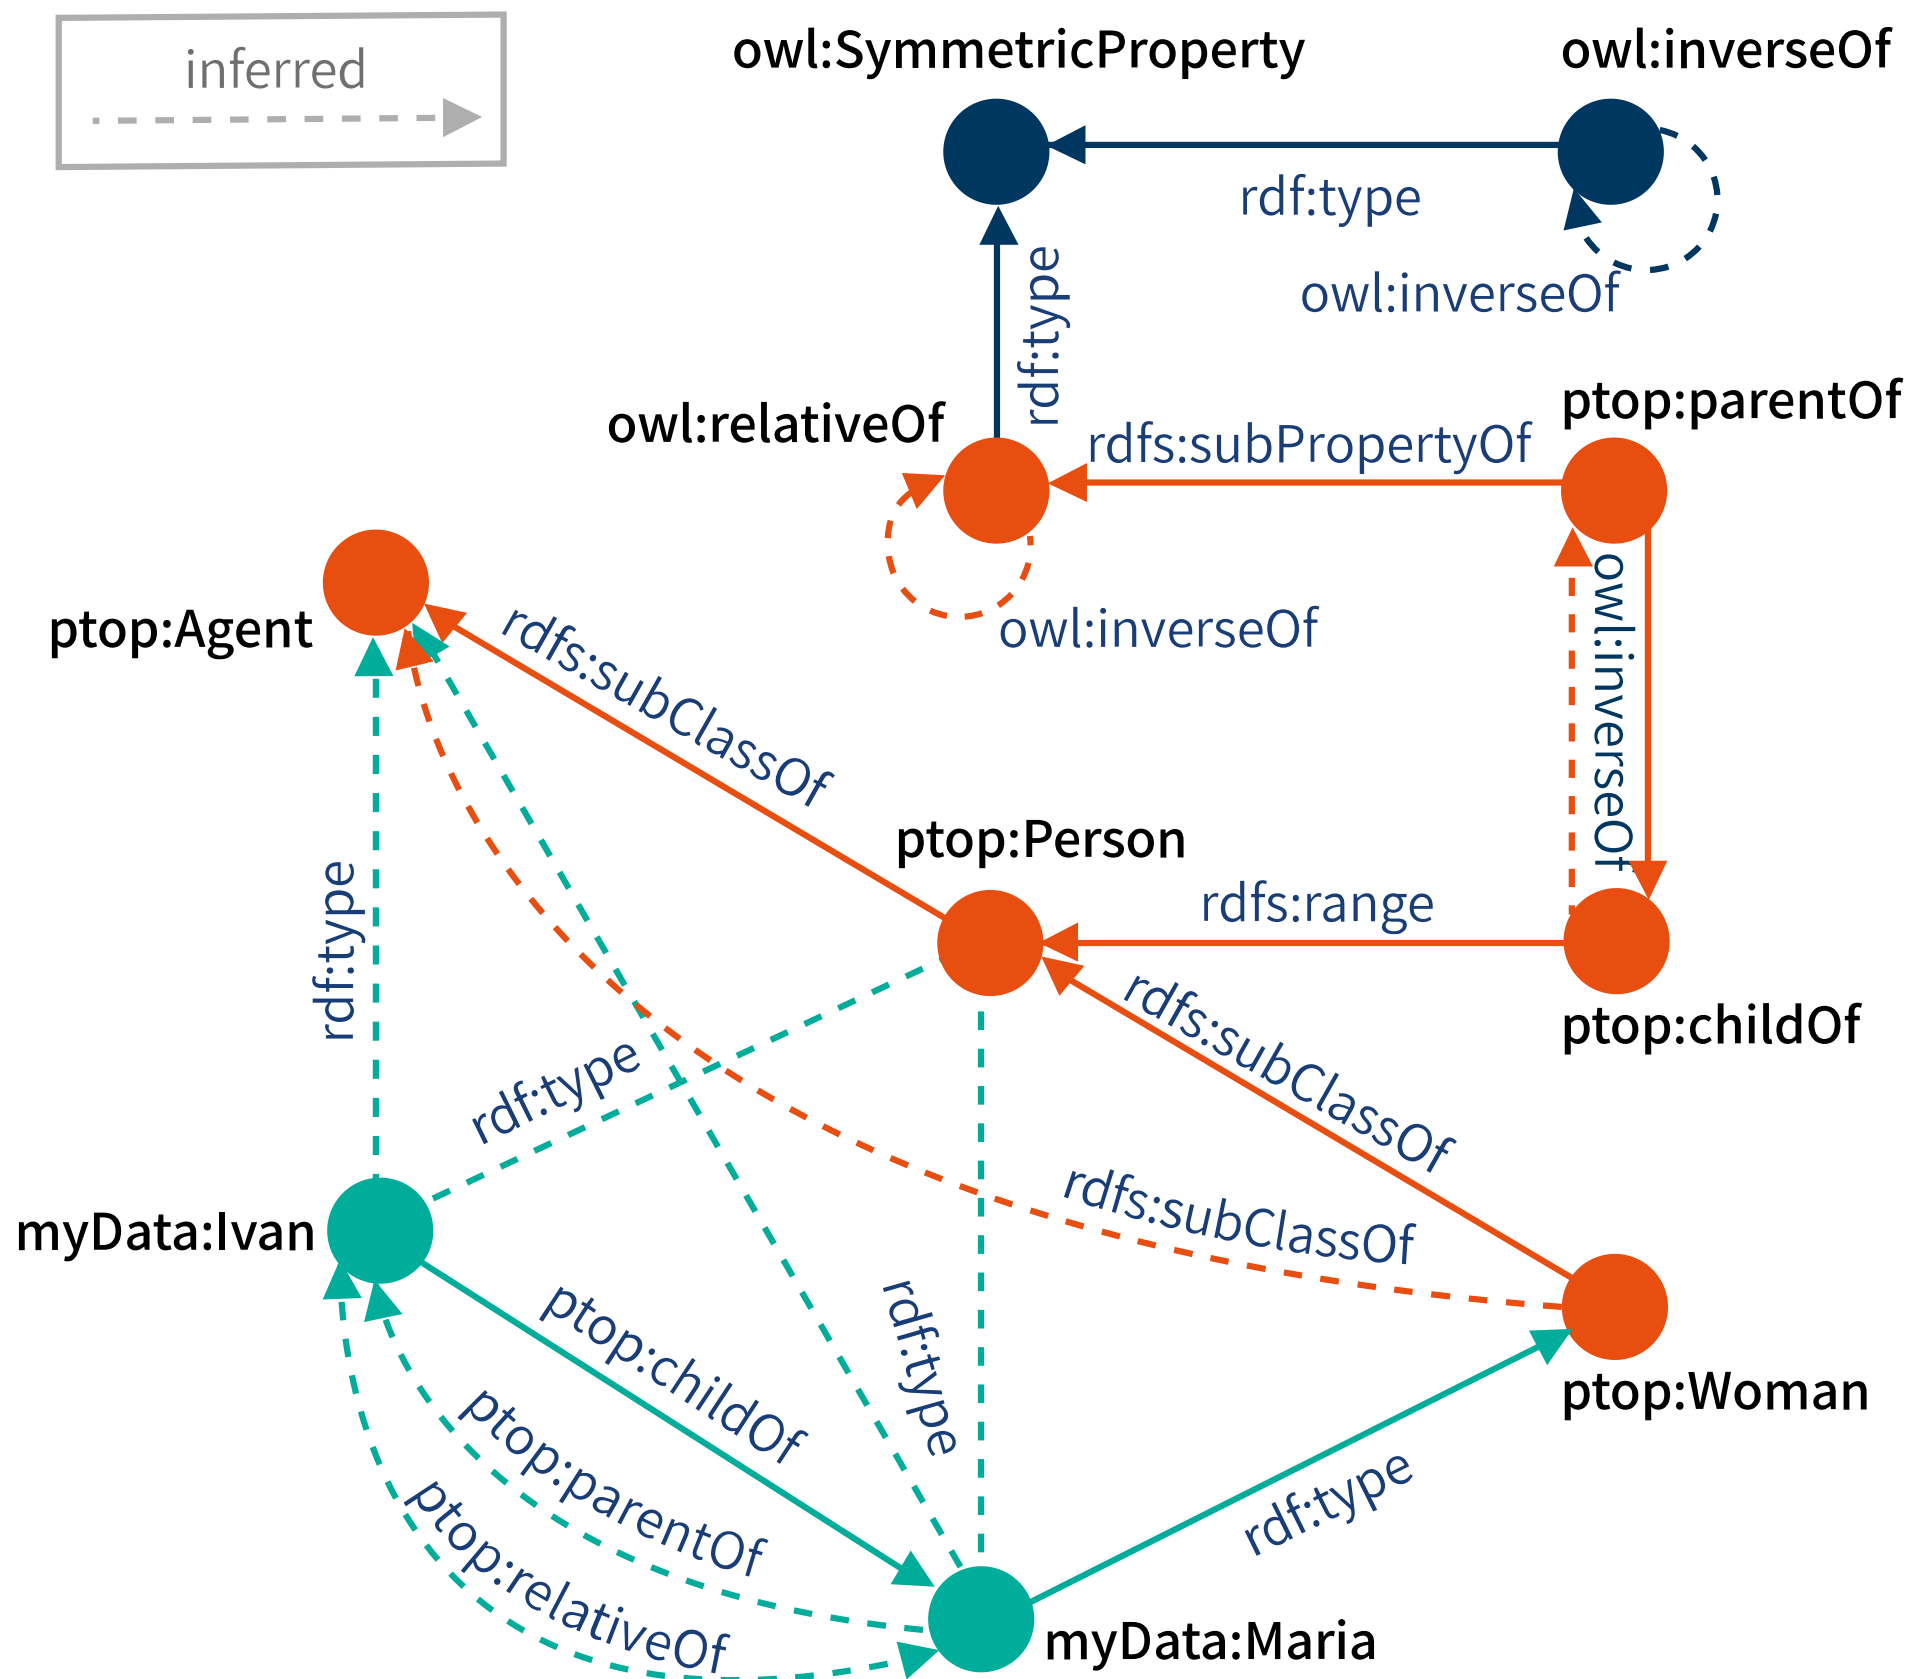 inferred
owl:SymmetricProperty
owl:inverseOf
rdf:type
owl:inverseOf
rdf:type
owl:relativeOf
ptop:parentOf
rdfs:subPropertyOf
owl:inverseOf
owl:inverseOf
ptop:Agent
rdfs:subClassOf
ptop:Person
rdfs:range
rdf:type
ptop:childOf
rdfs:subClassOf
rdf:type
rdfs:subClassOf
myData:Ivan
ptop:childOf
rdf:type
ptop:parentOf
ptop:Woman
ptop:relativeOf
rdf:type
myData:Maria